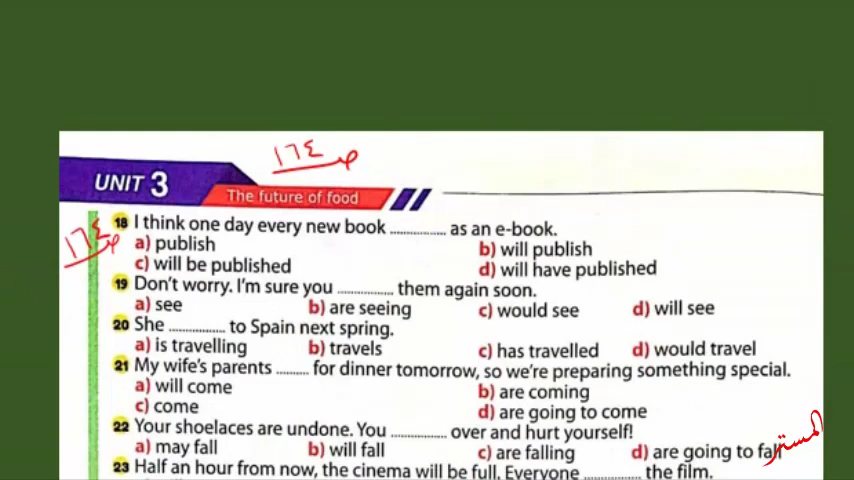 ص ١٧٤
UNIT 3
The future of food
ص ١٧٤
18 I think one day every new book ............... as an e-book.
a) publish b) will publish
c) will be published d) will have published
19 Don't worry. I'm sure you ............... them again soon.
a) see b) are seeing c) would see d) will see
20 She ............... to Spain next spring.
a) is travelling b) travels c) has travelled d) would travel
21 My wife's parents ......... for dinner tomorrow, so we're preparing something special.
a) will come b) are coming
c) come d) are going to come
22 Your shoelaces are undone. You ............... over and hurt yourself!
a) may fall b) will fall c) are falling d) are going to fall
المستر
23 Half an hour from now, the cinema will be full. Everyone ............... the film.